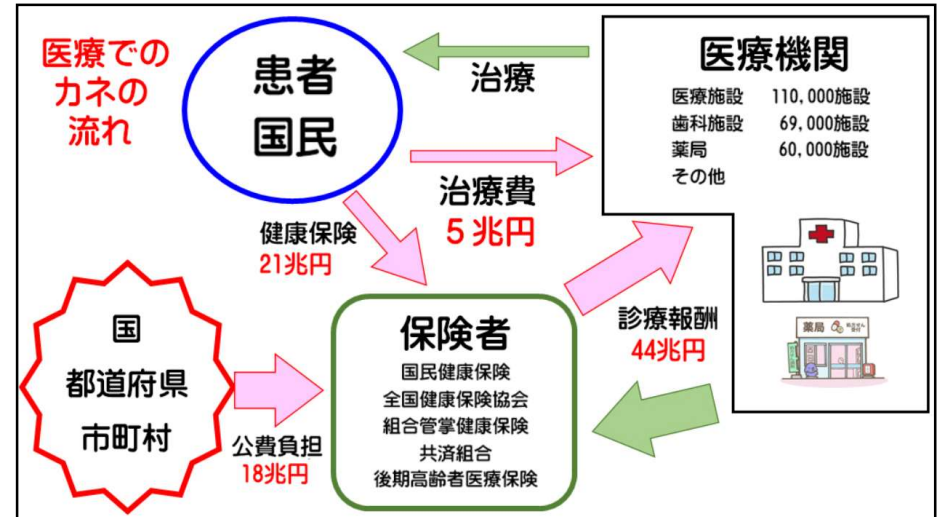 医療での
カネの
流れ
患者
国民
治療
医療機関
医療施設 110,000施設
歯科施設 69,000施設
薬局 60,000施設
その他
治療費
5兆円
健康保険
21兆円
国
都道府県
市町村
公費負担
18兆円
保険者
国民健康保険
全国健康保険協会
組合管掌健康保険
共済組合
後期高齢者医療保険
診療報酬
44兆円
薬局